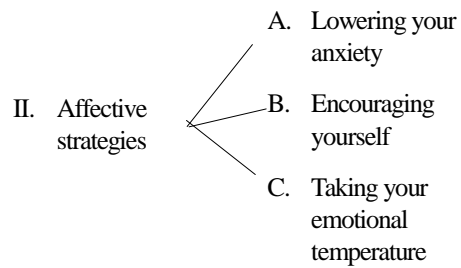 A. Lowering your
anxiety
II. Affective
strategies
B. Encouraging
yourself
C. Taking your
emotional
temperature